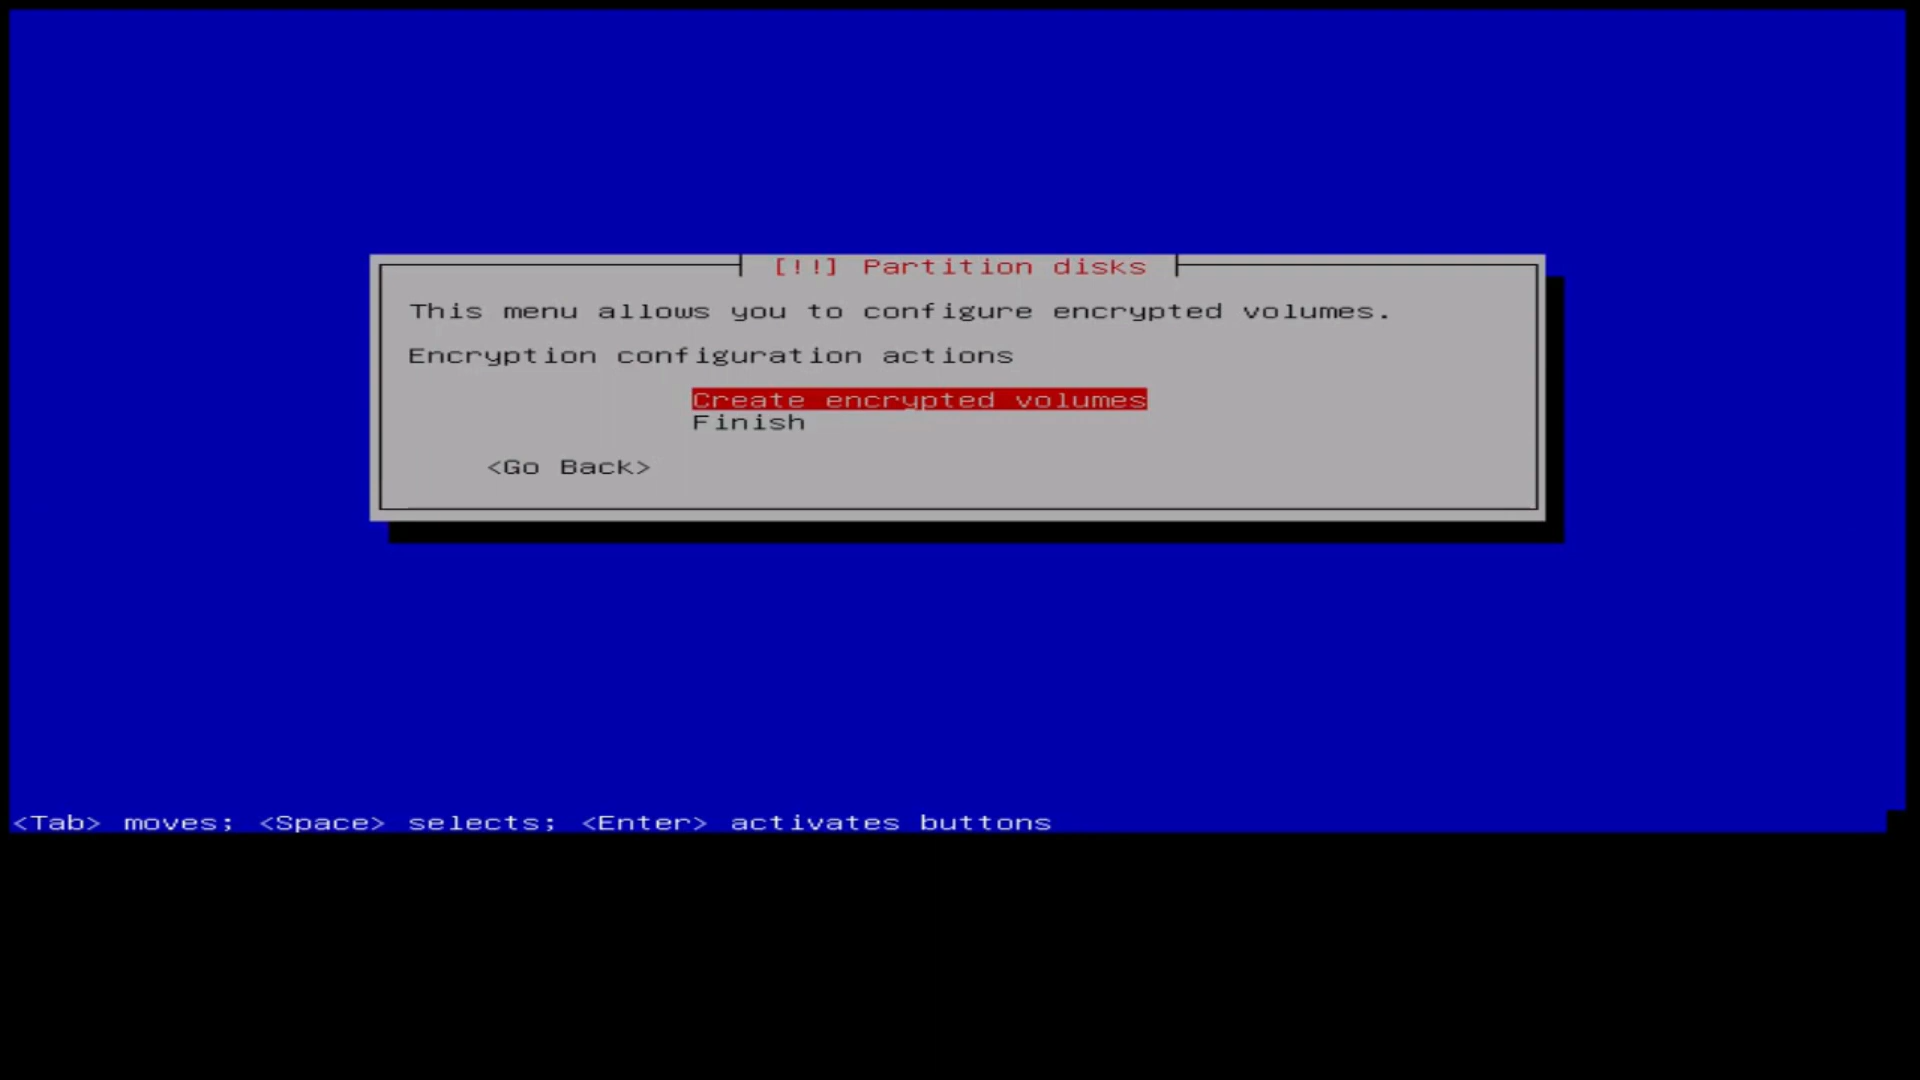 [!!] Partition disks
This menu allows you to configure encrypted volumes.
Encryption configuration actions
Create encrypted volumes
Finish
<Go Back>
<Tab> moves; <Space> selects; <Enter> activates buttons